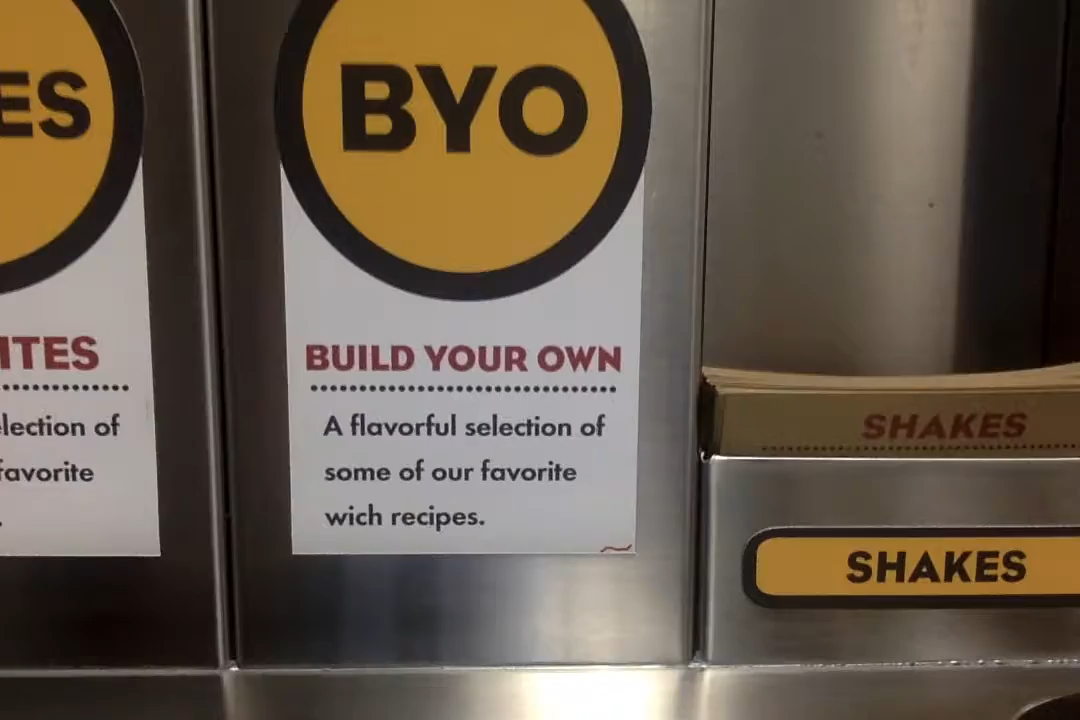 ES
ITES
election of
favorite
BYO
BUILD YOUR OWN
A flavorful selection of
some of our favorite
wich recipes.
SHAKES
SHAKES